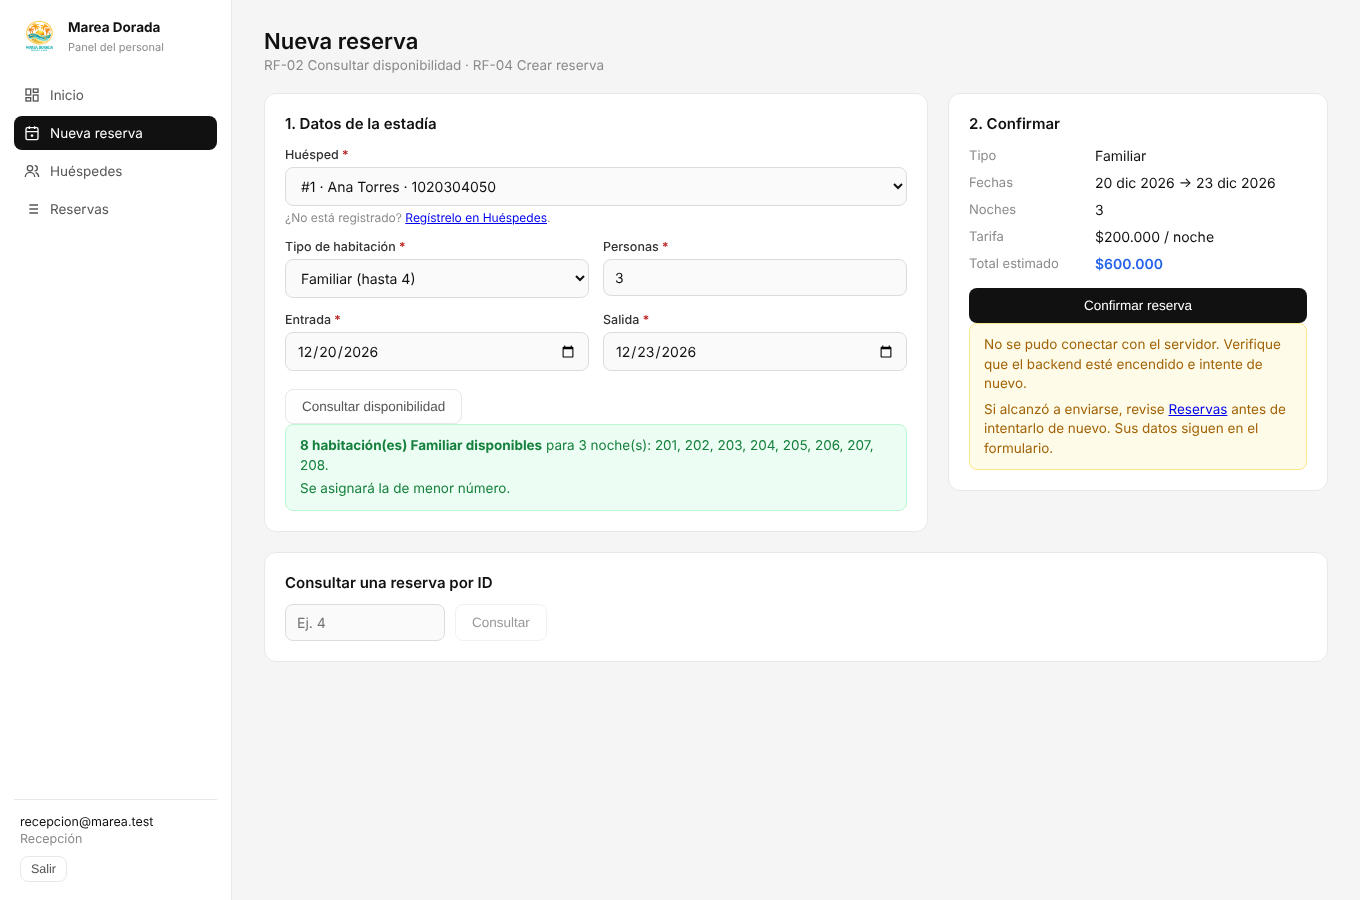 Marea Dorada
Panel del personal
Inicio
Nueva reserva
Huéspedes
Reservas
recepcion@marea.test
Recepción
Salir
Nueva reserva
RF-02 Consultar disponibilidad · RF-04 Crear reserva
1. Datos de la estadía
Huésped *
#1 · Ana Torres · 1020304050
¿No está registrado? Regístrelo en Huéspedes.
Tipo de habitación *
Personas *
Familiar (hasta 4)
3
Entrada *
Salida *
12/20/2026
12/23/2026
Consultar disponibilidad
8 habitación(es) Familiar disponibles para 3 noche(s): 201, 202, 203, 204, 205, 206, 207,
208.
Se asignará la de menor número.
2. Confirmar
Tipo Familiar
Fechas 20 dic 2026 → 23 dic 2026
Noches 3
Tarifa $200.000 / noche
Total estimado $600.000
Confirmar reserva
No se pudo conectar con el servidor. Verifique
que el backend esté encendido e intente de
nuevo.
Si alcanzó a enviarse, revise Reservas antes de
intentarlo de nuevo. Sus datos siguen en el
formulario.
Consultar una reserva por ID
Ej. 4
Consultar